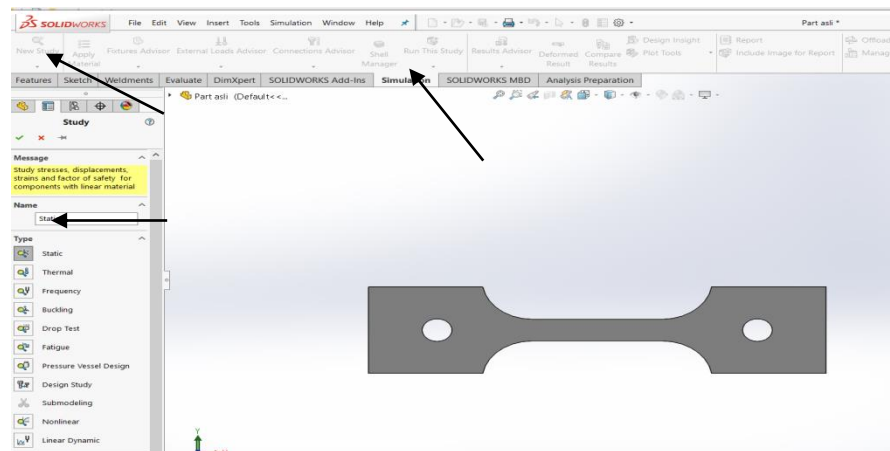 SOLIDWORKS File Edit View Insert Tools Simulation Window Help Part asli *
New Study Apply Material Fixtures Advisor External Loads Advisor Connections Advisor Shell Manager Run This Study Results Advisor Deformed Result Compare Results Design Insight Plot Tools Report Include Image for Report Offload Manag
Features Sketch Weldments Evaluate DimXpert SOLIDWORKS Add-Ins Simulation SOLIDWORKS MBD Analysis Preparation
Part asli (Default<<...
Study
Message
Study stresses, displacements,
strains and factor of safety for
components with linear material
Name
Static
Type
Static
Thermal
Frequency
Buckling
Drop Test
Fatigue
Pressure Vessel Design
Design Study
Submodeling
Nonlinear
Linear Dynamic
Y